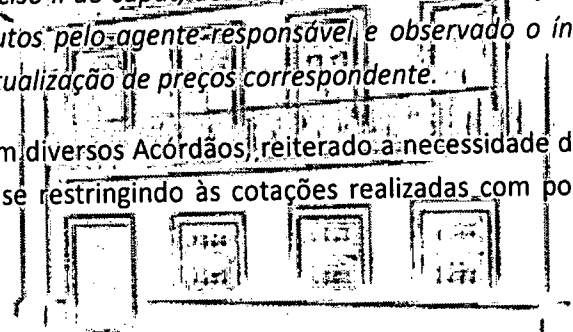 utos pelo agente responsável e observado o ín
tualização de preços correspondente.
m diversos Acórdãos, reiterado a necessidade d
se restringindo às cotações realizadas com po